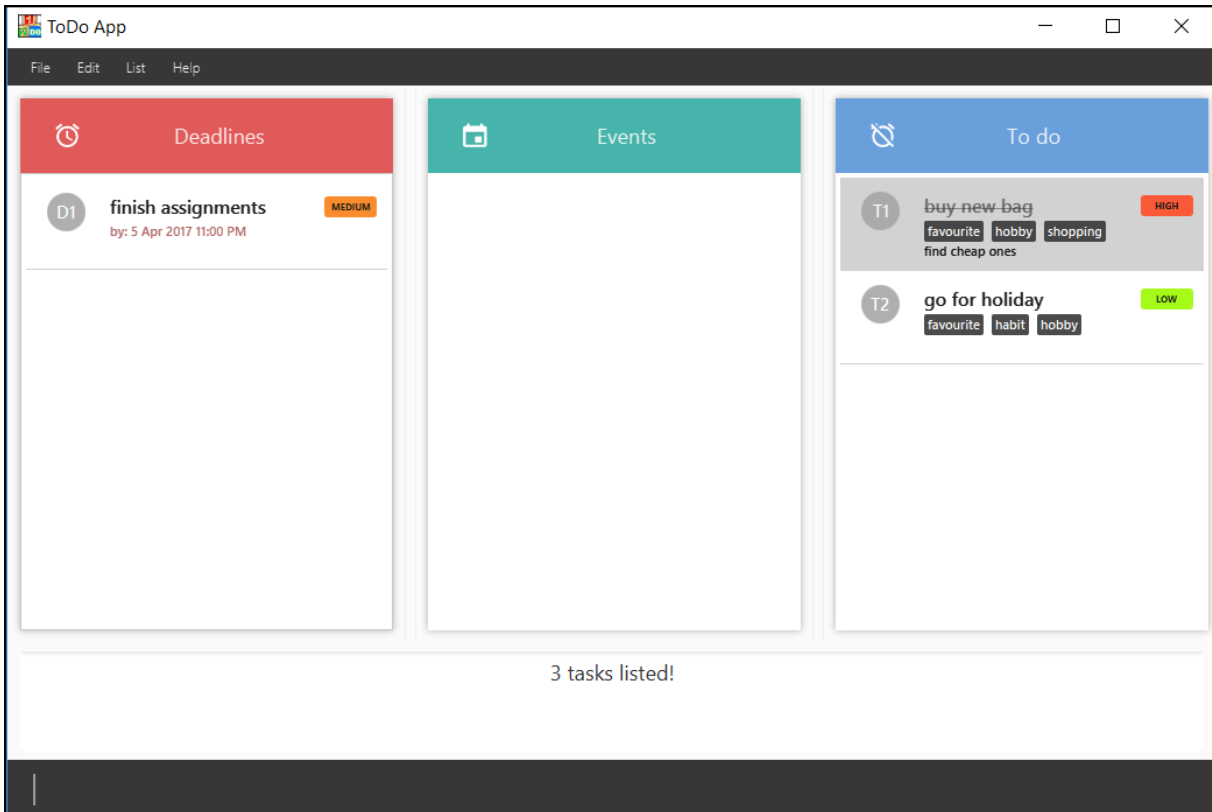 ToDo App
File Edit List Help
Deadlines
D1
finish assignments
MEDIUM
by: 5 Apr 2017 11:00 PM
Events
To do
T1
buy new bag
HIGH
favourite hobby shopping
find cheap ones
T2
go for holiday
LOW
favourite habit hobby
3 tasks listed!